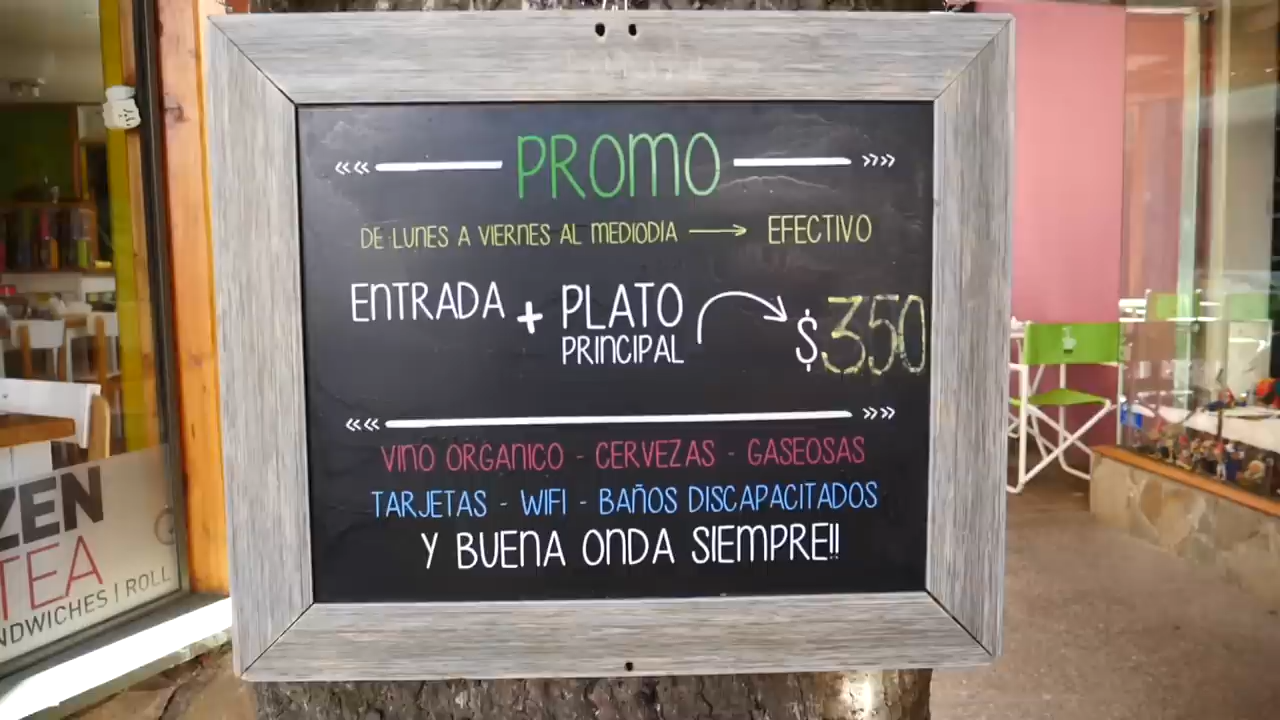 PROMO
DE LUNES A VIERNES AL MEDIODIA → EFECTIVO
ENTRADA + PLATO PRINCIPAL $350
VINO ORGANICO - CERVEZAS - GASEOSAS
TARJETAS - WIFI - BAÑOS DISCAPACITADOS
Y BUENA ONDA SIEMPRE!!
ZEN
TEA
NDWICHES | ROLL